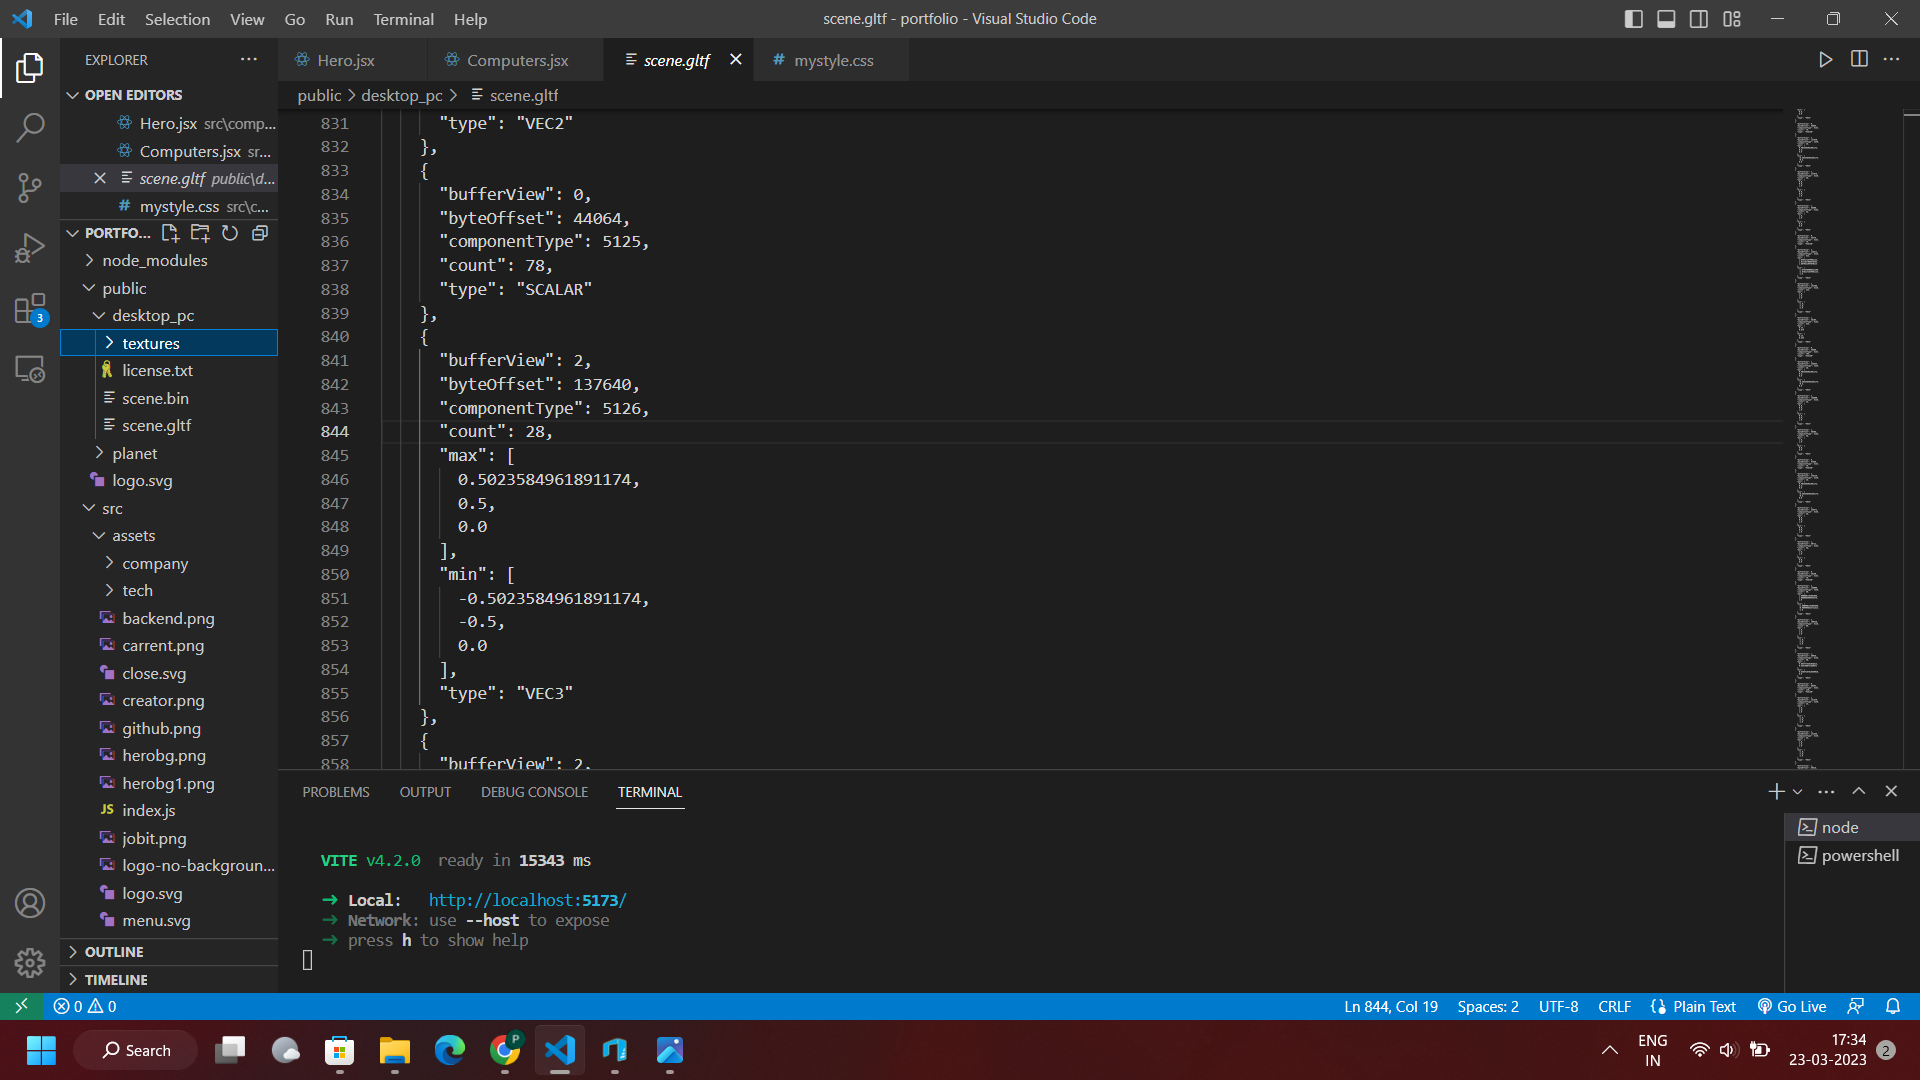 File Edit Selection View Go Run Terminal Help
scene.gltf - portfolio - Visual Studio Code
EXPLORER
OPEN EDITORS
Hero.jsx src\comp...
Computers.jsx sr...
scene.gltf public\d...
mystyle.css src\c...
PORTFO...
node_modules
public
desktop_pc
textures
license.txt
scene.bin
scene.gltf
planet
logo.svg
src
assets
company
tech
backend.png
carrent.png
close.svg
creator.png
github.png
herobg.png
herobg1.png
JS index.js
jobit.png
logo-no-backgroun...
logo.svg
menu.svg
OUTLINE
TIMELINE
3
Hero.jsx Computers.jsx scene.gltf # mystyle.css
public > desktop_pc > scene.gltf
831 "type": "VEC2"
832 },
833 {
834 "bufferView": 0,
835 "byteOffset": 44064,
836 "componentType": 5125,
837 "count": 78,
838 "type": "SCALAR"
839 },
840 {
841 "bufferView": 2,
842 "byteOffset": 137640,
843 "componentType": 5126,
844 "count": 28,
845 "max": [
846 0.5023584961891174,
847 0.5,
848 0.0
849 ],
850 "min": [
851 -0.5023584961891174,
852 -0.5,
853 0.0
854 ],
855 "type": "VEC3"
856 },
857 {
858 "bufferView": 2,
PROBLEMS OUTPUT DEBUG CONSOLE TERMINAL
VITE v4.2.0 ready in 15343 ms
➜ Local: http://localhost:5173/
➜ Network: use --host to expose
➜ press h to show help
node
powershell
0 0
Ln 844, Col 19 Spaces: 2 UTF-8 CRLF {} Plain Text Go Live
Search
P
ENG
IN
17:34
23-03-2023
2